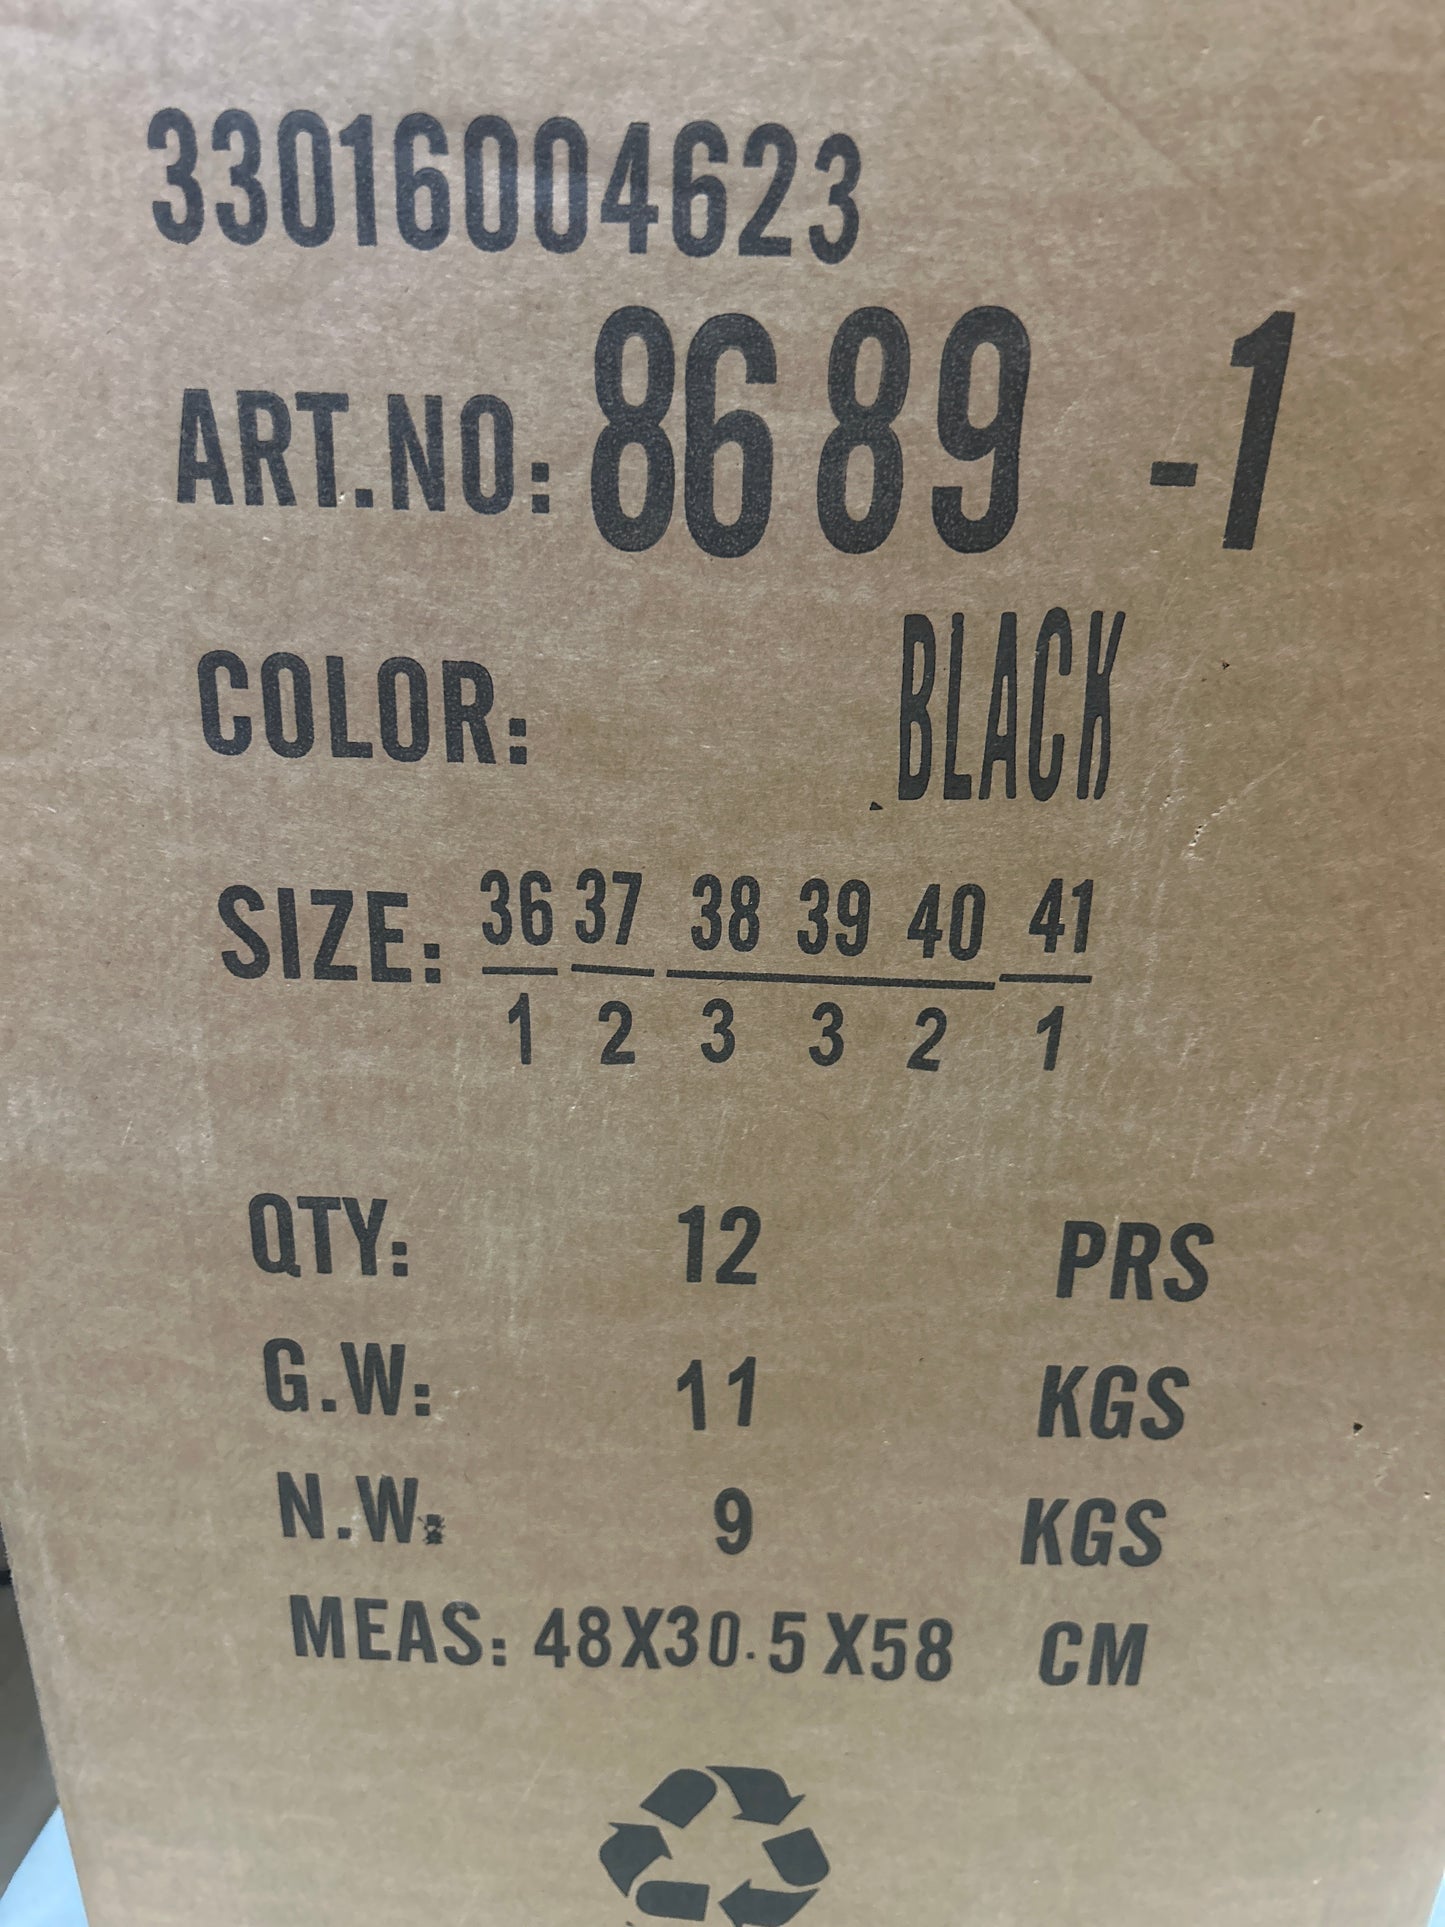 33016004623
ART.NO: 8689 -1
COLOR: BLACK
SIZE: 36 37 38 39 40 41
1 2 3 3 2 1
QTY: 12 PRS
G.W: 11 KGS
N.W: 9 KGS
MEAS: 48X30.5X58 CM